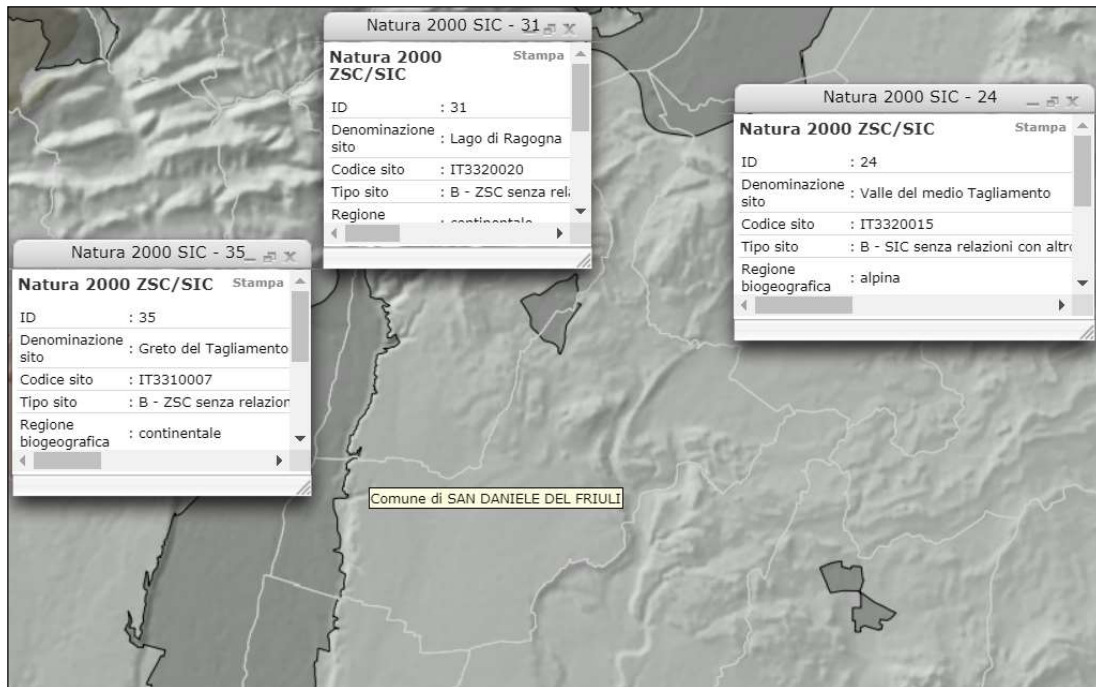 Natura 2000 SIC - 31
Natura 2000 ZSC/SIC
Stampa
ID : 31
Denominazione sito : Lago di Ragogna
Codice sito : IT3320020
Tipo sito : B - ZSC senza rela
Regione : continentale
Natura 2000 SIC - 24
Natura 2000 ZSC/SIC Stampa
ID : 24
Denominazione sito : Valle del medio Tagliamento
Codice sito : IT3320015
Tipo sito : B - SIC senza relazioni con altro
Regione biogeografica : alpina
Natura 2000 SIC - 35
Natura 2000 ZSC/SIC Stampa
ID : 35
Denominazione sito : Greto del Tagliamento
Codice sito : IT3310007
Tipo sito : B - ZSC senza relazion
Regione biogeografica : continentale
Comune di SAN DANIELE DEL FRIULI